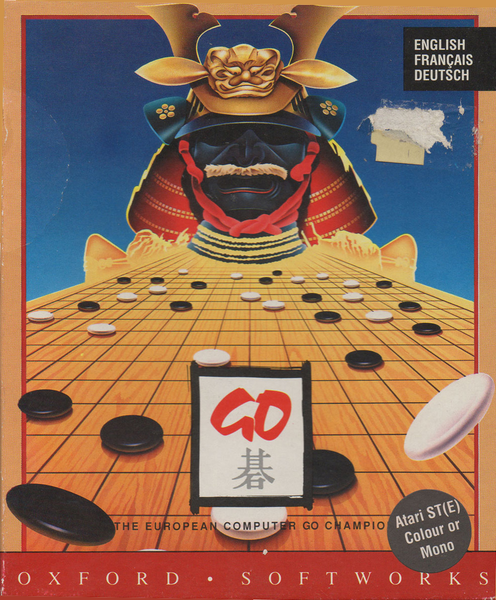 ENGLISH
FRANÇAIS
DEUTSCH
GO
碁
THE EUROPEAN COMPUTER GO CHAMPIO
Atari ST(E)
Colour or
Mono
OXFORD • SOFTWORKS